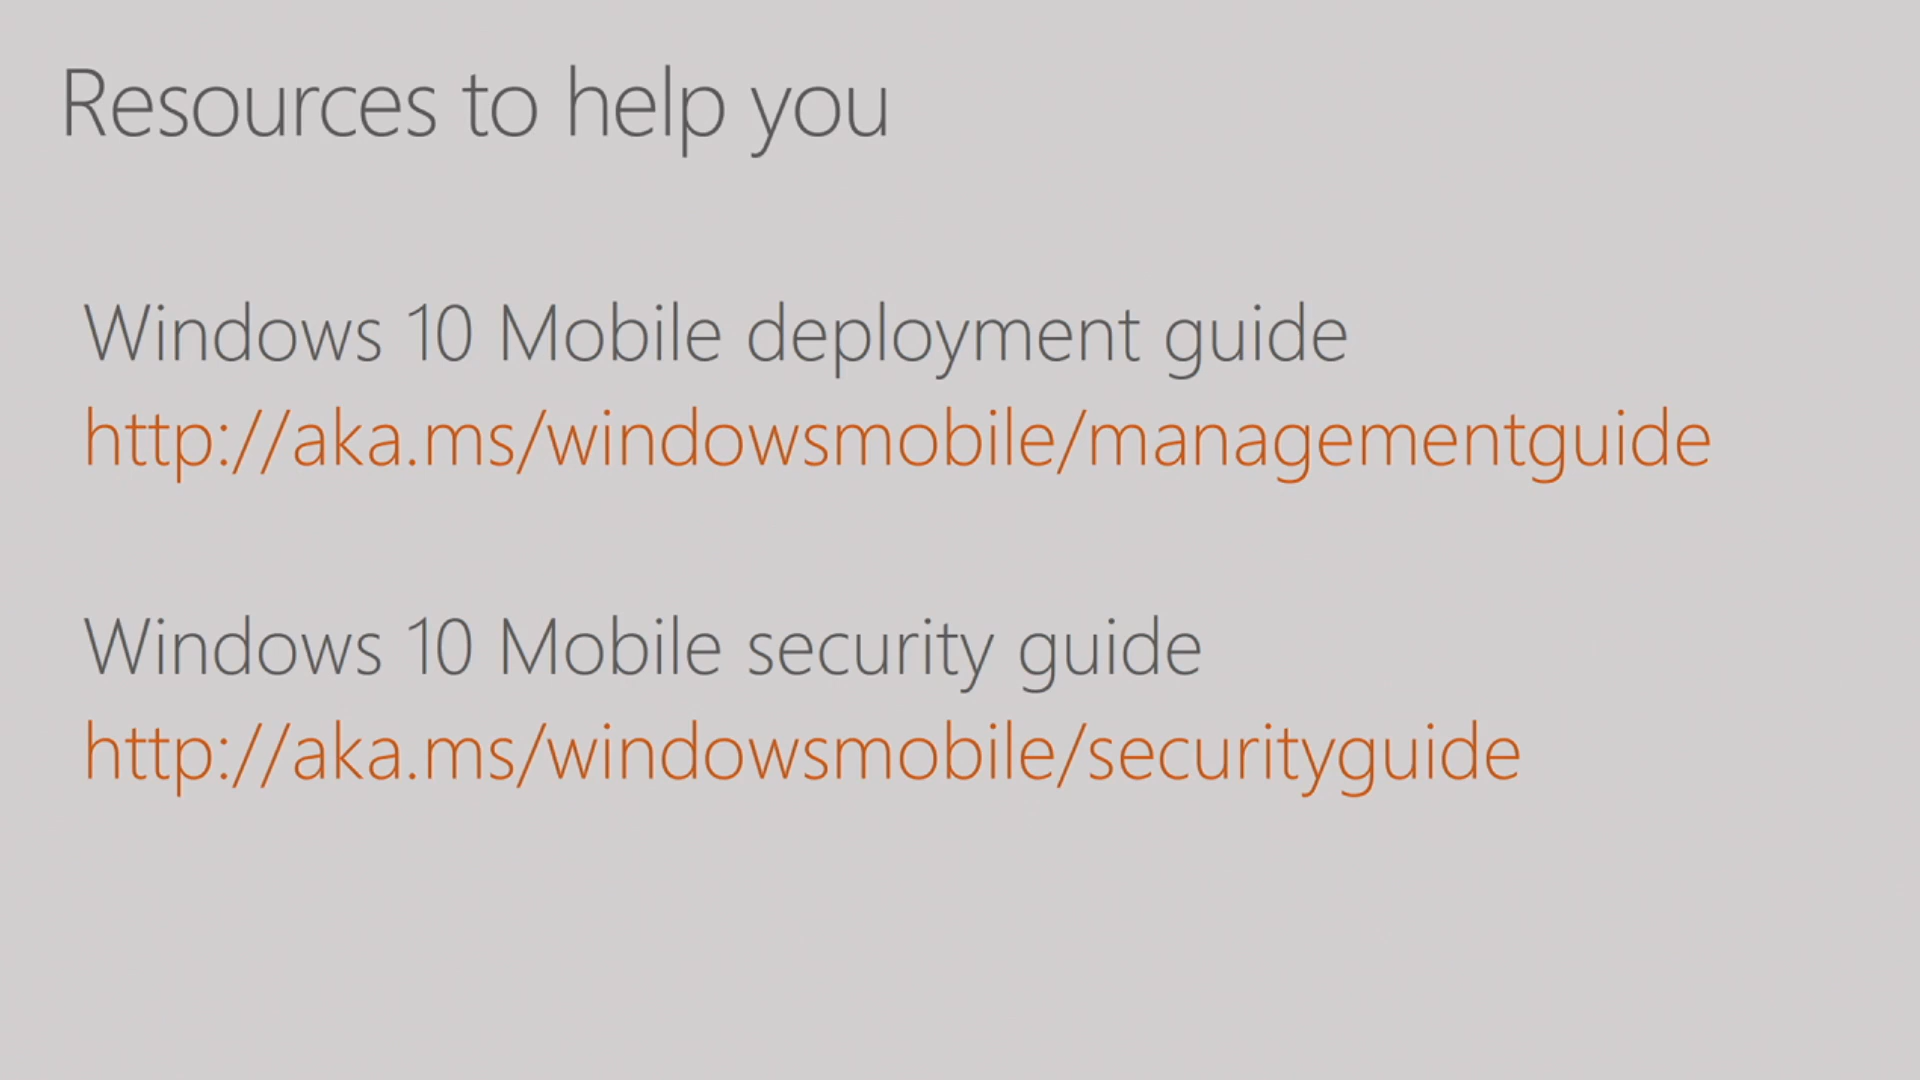 Resources to help you
Windows 10 Mobile deployment guide
http://aka.ms/windowsmobile/managementguide
Windows 10 Mobile security guide
http://aka.ms/windowsmobile/securityguide